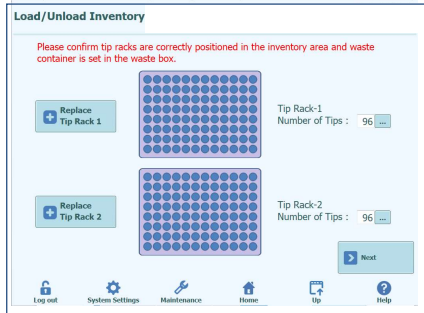 Load/Unload Inventory
Please confirm tip racks are correctly positioned in the inventory area and waste
container is set in the waste box.
Replace
Tip Rack 1
Tip Rack-1
Number of Tips : 96 ...
Replace
Tip Rack 2
Tip Rack-2
Number of Tips : 96 ...
Next
Log out System Settings Maintenance Home Up Help